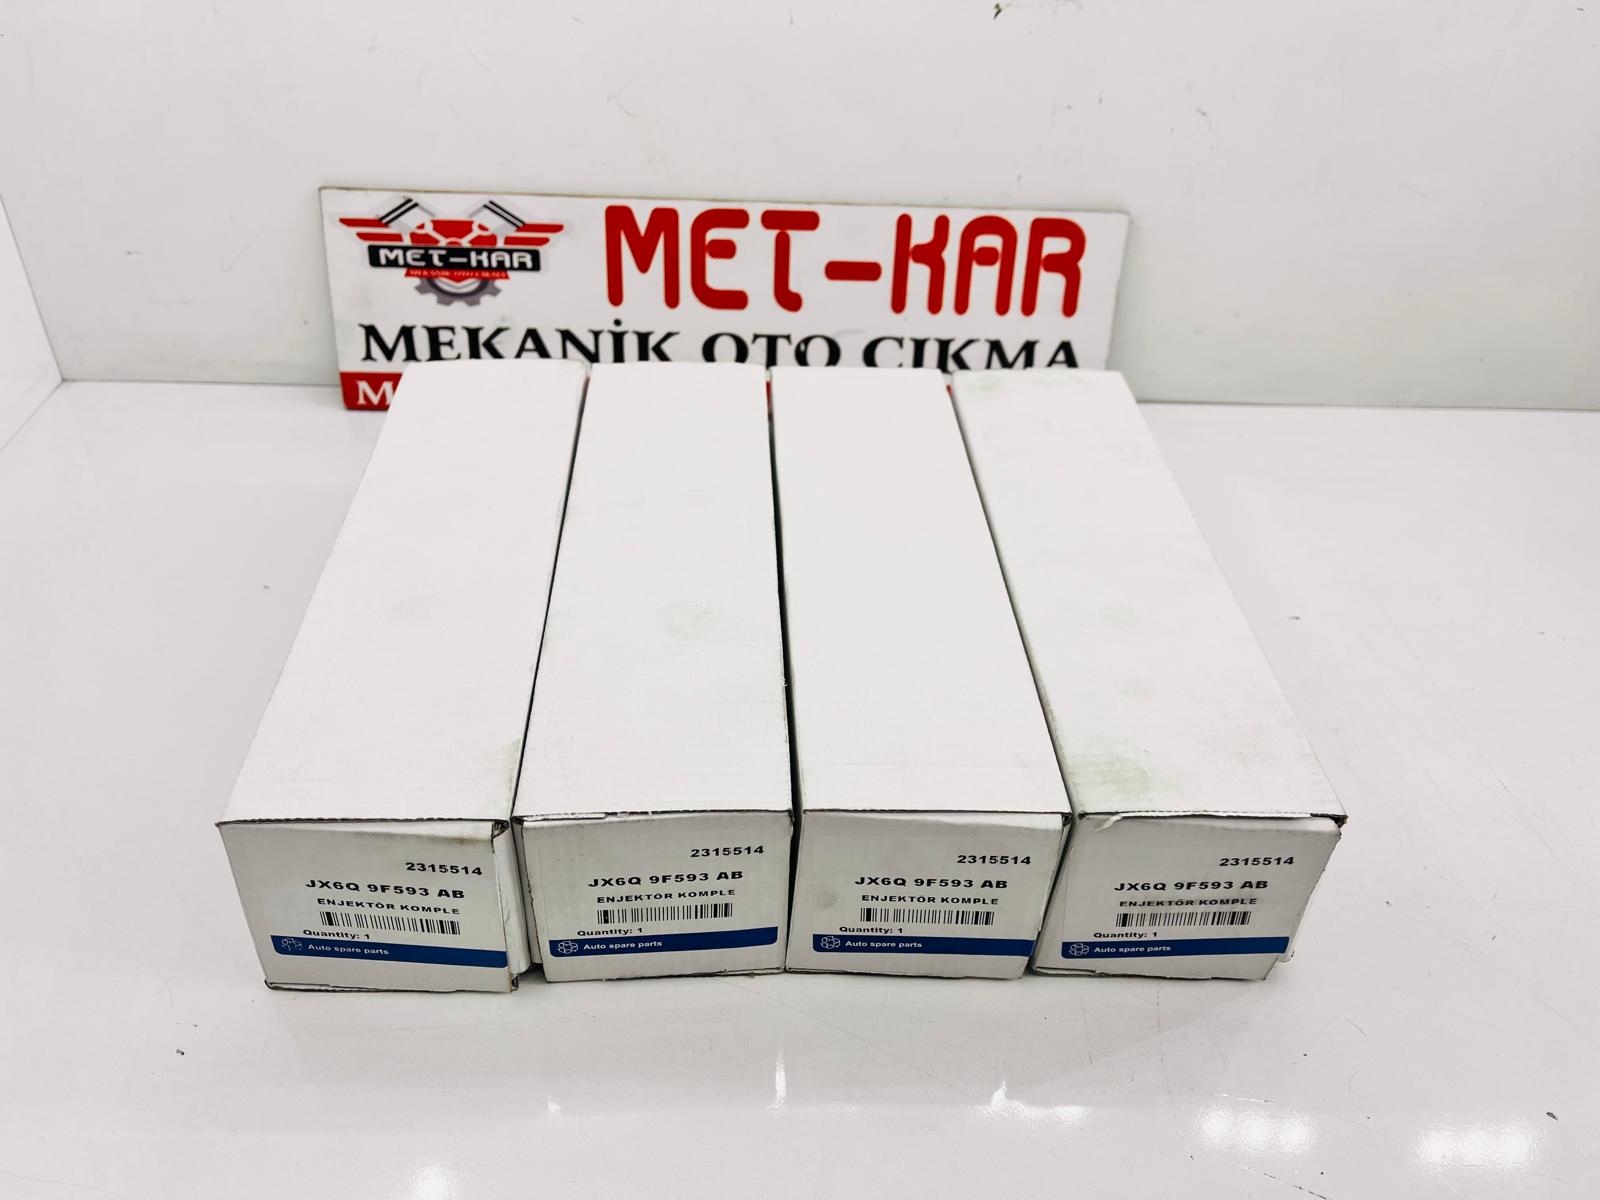 MET-KAR
MET-KAR
MEKANİK OTO ÇIKMA
M
2315514
JX6Q 9F593 AB
ENJEKTÖR KOMPLE
Quantity: 1
Auto spare parts
2315514
JX6Q 9F593 AB
ENJEKTÖR KOMPLE
Quantity: 1
Auto spare parts
2315514
JX6Q 9F593 AB
ENJEKTÖR KOMPLE
Quantity: 1
Auto spare parts
2315514
JX6Q 9F593 AB
ENJEKTÖR KOMPLE
Quantity: 1
Auto spare parts